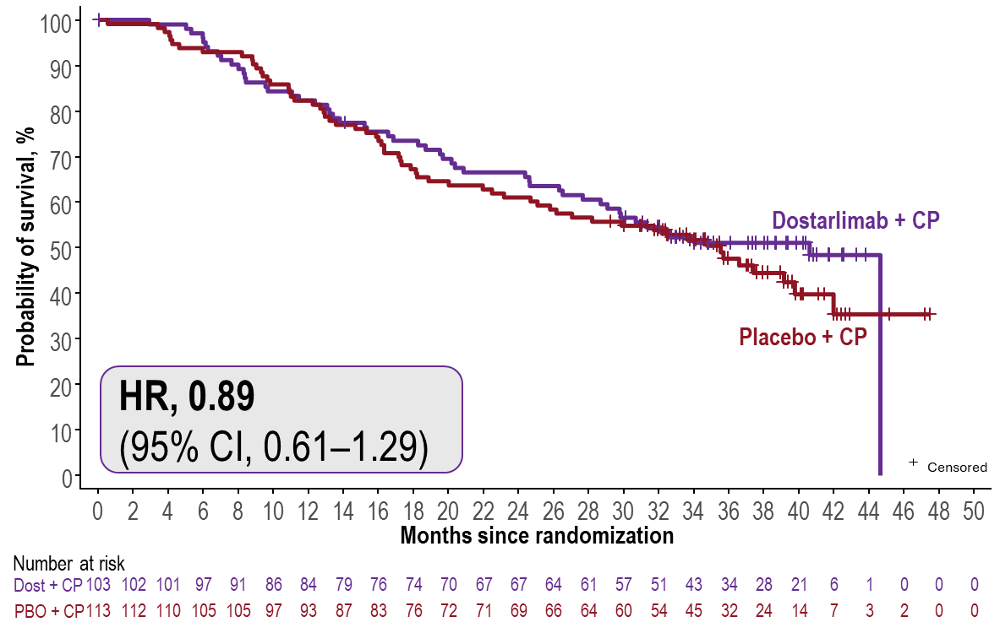 100
90
80
70
60
50
40
30
20
10
0
Probability of survival, %
Dostarlimab + CP
Placebo + CP
HR, 0.89
(95% CI, 0.61–1.29)
+ Censored
0 2 4 6 8 10 12 14 16 18 20 22 24 26 28 30 32 34 36 38 40 42 44 46 48 50
Months since randomization
Number at risk
Dost + CP 103 102 101 97 91 86 84 79 76 74 70 67 67 64 61 57 51 43 34 28 21 6 1 0 0 0
PBO + CP 113 112 110 105 105 97 93 87 83 76 72 71 69 66 64 60 54 45 32 24 14 7 3 2 0 0